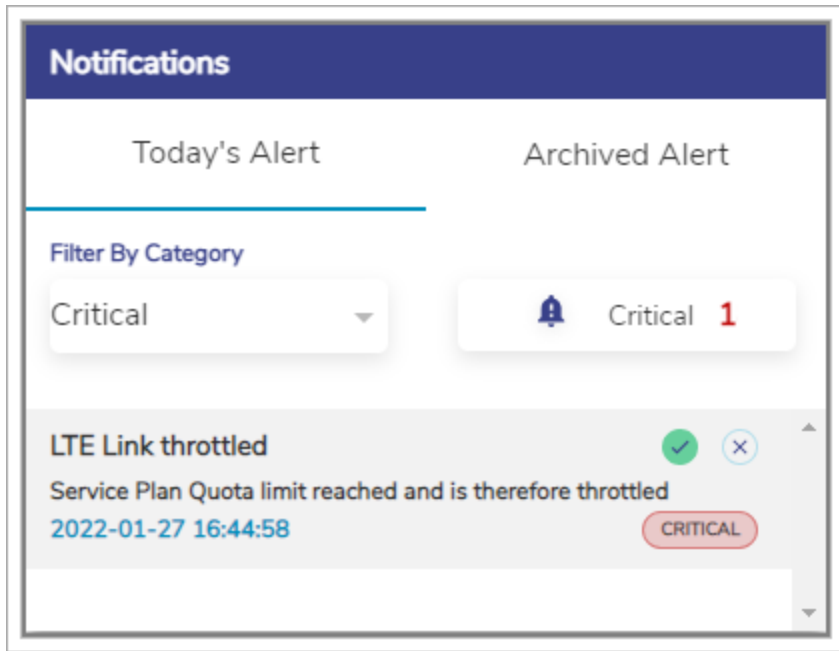 Notifications
Today's Alert Archived Alert
Filter By Category
Critical Critical 1
LTE Link throttled
Service Plan Quota limit reached and is therefore throttled
2022-01-27 16:44:58 CRITICAL